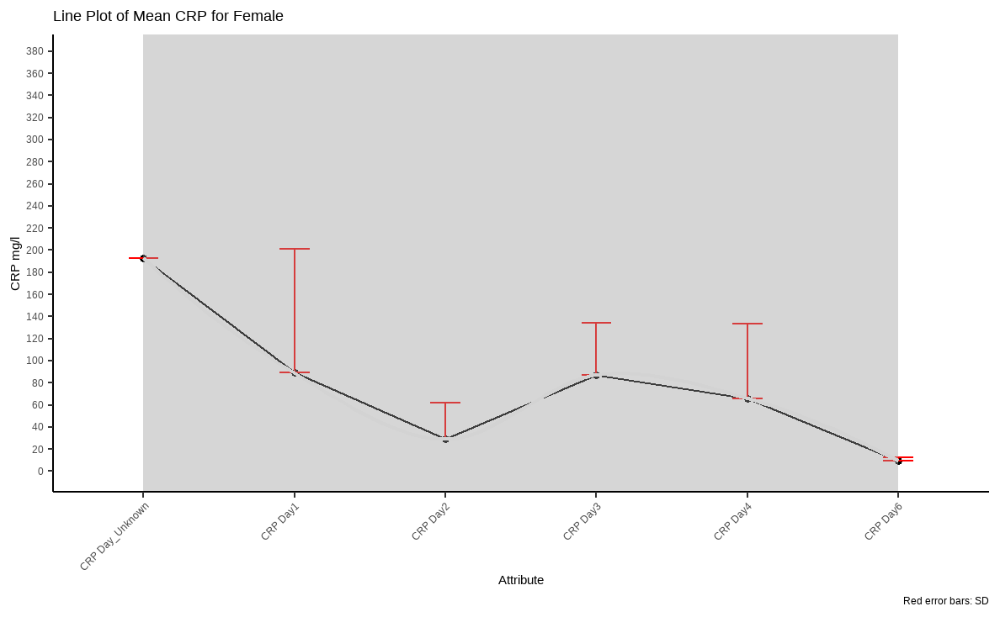 Line Plot of Mean CRP for Female
CRP mg/l
380
360
340
320
300
280
260
240
220
200
180
160
140
120
100
80
60
40
20
0
CRP Day_Unknown
CRP Day1
CRP Day2
CRP Day3
CRP Day4
CRP Day6
Attribute
Red error bars: SD